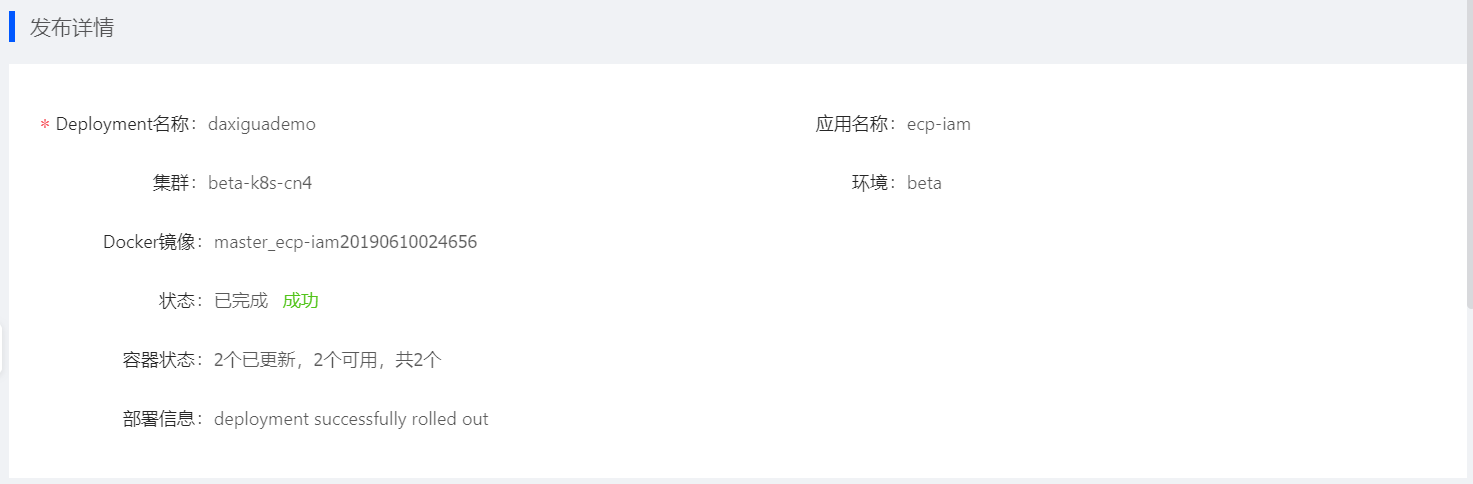 发布详情
* Deployment名称：daxiguademo 应用名称：ecp-iam
集群：beta-k8s-cn4 环境：beta
Docker镜像：master_ecp-iam20190610024656
状态：已完成 成功
容器状态：2个已更新，2个可用，共2个
部署信息：deployment successfully rolled out